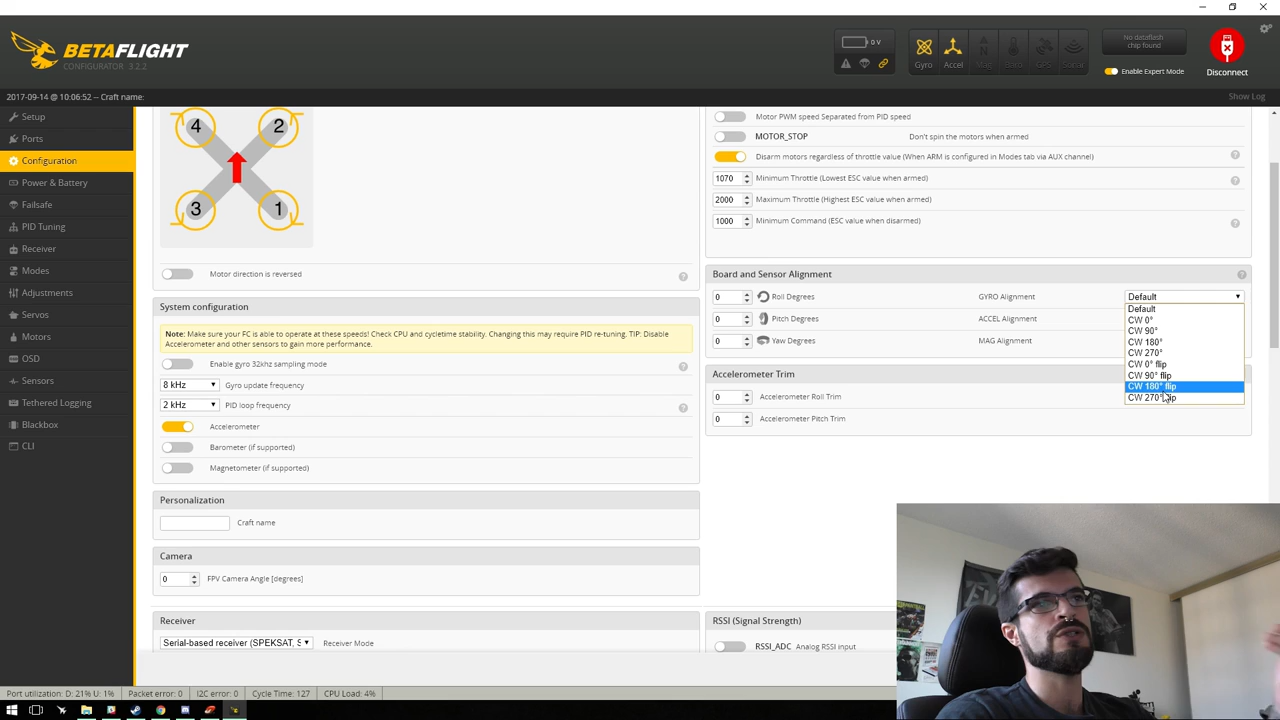 BETAFLIGHT
CONFIGURATOR 3.2.2
0 V
Gyro
Accel
Mag
Baro
GPS
Sonar
No dataflash
chip found
Enable Expert Mode
Disconnect
2017-09-14 @ 10:06:52 -- Craft name:
Show Log
Setup
Ports
Configuration
Power & Battery
Failsafe
PID Tuning
Receiver
Modes
Adjustments
Servos
Motors
OSD
Sensors
Tethered Logging
Blackbox
CLI
4 2
3 1
Motor direction is reversed
System configuration
Note: Make sure your FC is able to operate at these speeds! Check CPU and cycletime stability. Changing this may require PID re-tuning. TIP: Disable
Accelerometer and other sensors to gain more performance.
Enable gyro 32khz sampling mode
8 kHz Gyro update frequency
2 kHz PID loop frequency
Accelerometer
Barometer (if supported)
Magnetometer (if supported)
Personalization
Craft name
Camera
0 FPV Camera Angle [degrees]
Receiver
Serial-based receiver (SPEKSAT, S Receiver Mode
Motor PWM speed Separated from PID speed
MOTOR_STOP Don't spin the motors when armed
Disarm motors regardless of throttle value (When ARM is configured in Modes tab via AUX channel)
1070 Minimum Throttle (Lowest ESC value when armed)
2000 Maximum Throttle (Highest ESC value when armed)
1000 Minimum Command (ESC value when disarmed)
Board and Sensor Alignment
0 Roll Degrees GYRO Alignment Default
0 Pitch Degrees ACCEL Alignment
0 Yaw Degrees MAG Alignment
Default
CW 0°
CW 90°
CW 180°
CW 270°
CW 0° flip
CW 90° flip
CW 180° flip
CW 270° flip
Accelerometer Trim
0 Accelerometer Roll Trim
0 Accelerometer Pitch Trim
RSSI (Signal Strength)
RSSI_ADC Analog RSSI input
Port utilization: D: 21% U: 1% Packet error: 0 I2C error: 0 Cycle Time: 127 CPU Load: 4%